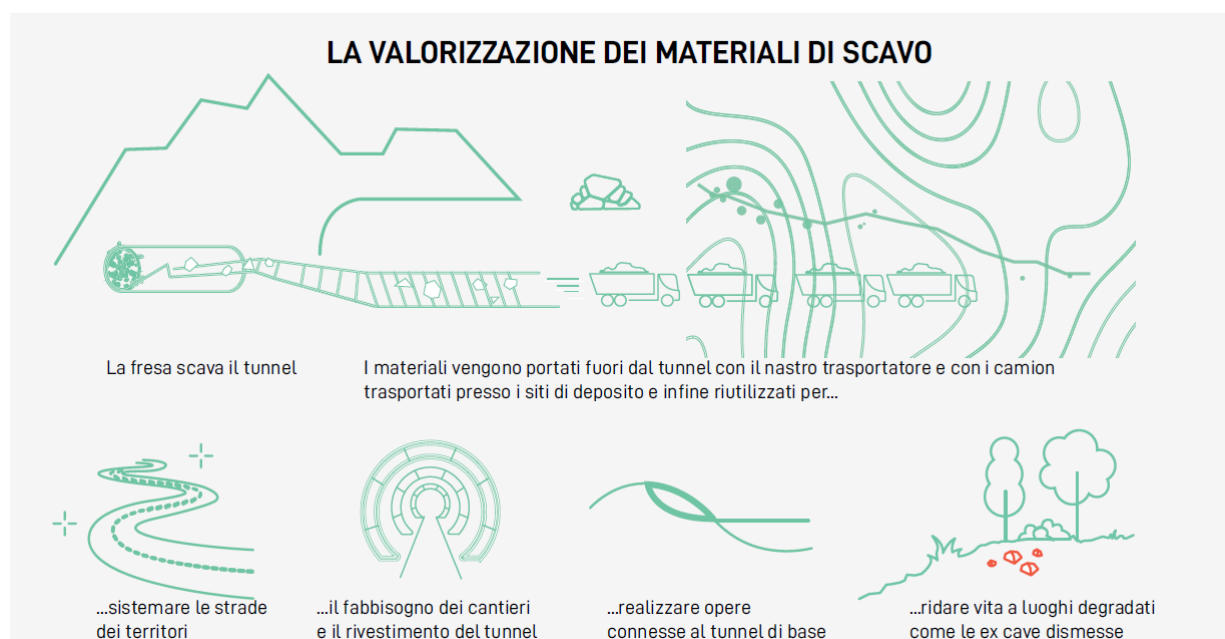 LA VALORIZZAZIONE DEI MATERIALI DI SCAVO
La fresa scava il tunnel
I materiali vengono portati fuori dal tunnel con il nastro trasportatore e con i camion
trasportati presso i siti di deposito e infine riutilizzati per...
...sistemare le strade
dei territori
...il fabbisogno dei cantieri
e il rivestimento del tunnel
...realizzare opere
connesse al tunnel di base
...ridare vita a luoghi degradati
come le ex cave dismesse